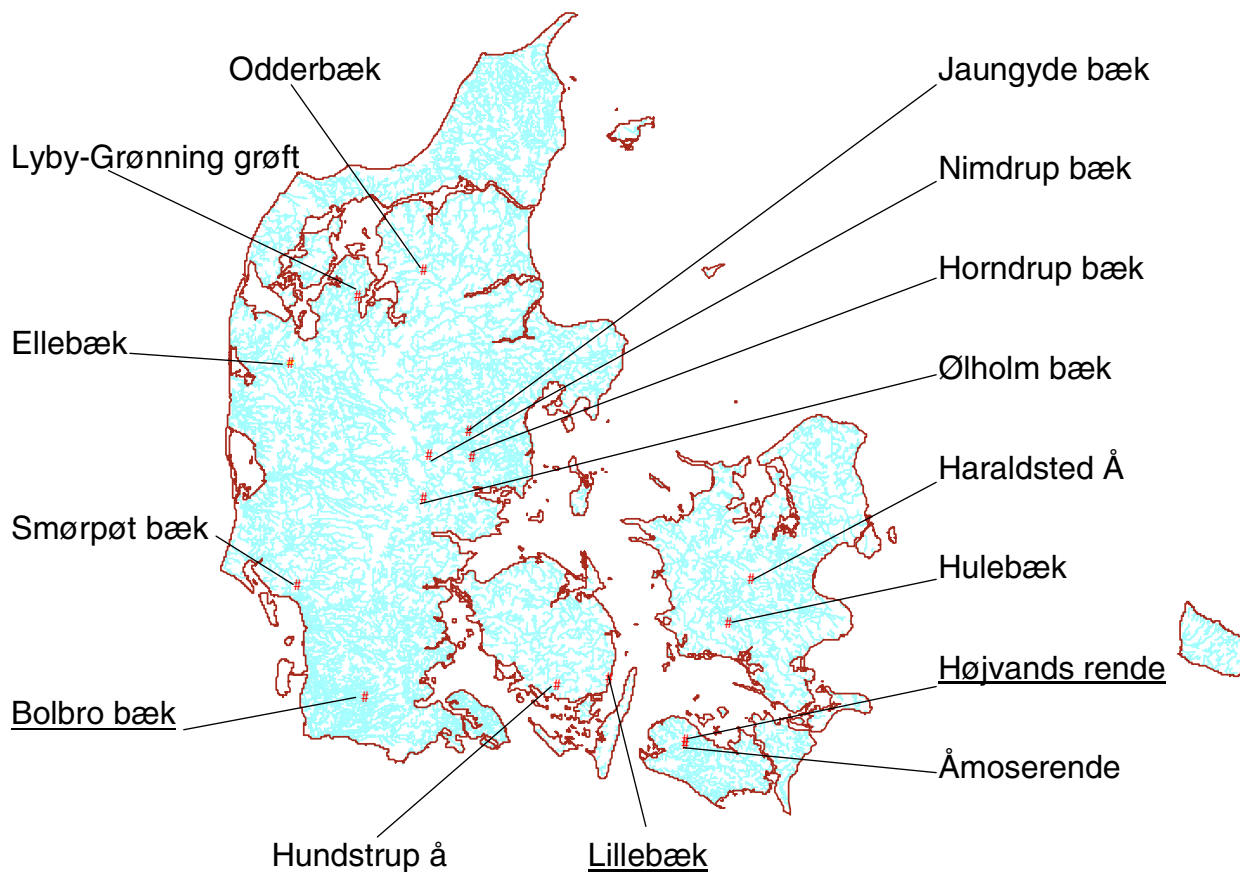 Odderbæk
Jaungyde bæk
Lyby-Grønning grøft
Nimdrup bæk
Horndrup bæk
Ellebæk
Ølholm bæk
Haraldsted Å
Smørpøt bæk
Hulebæk
Højvands rende
Bolbro bæk
Åmoserende
Hundstrup å
Lillebæk